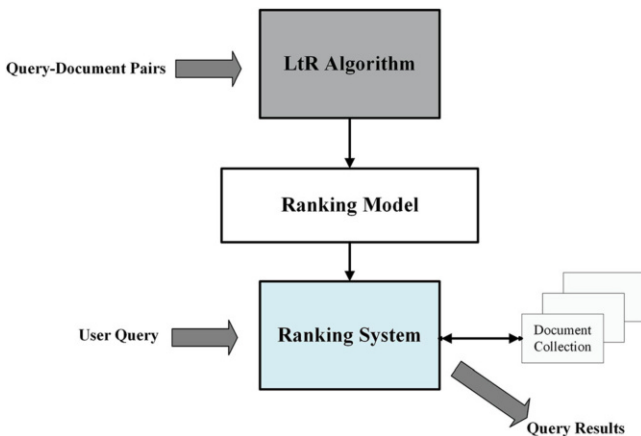 LtR Algorithm
Query-Document Pairs
Ranking Model
Ranking System
User Query
Document
Collection
Query Results